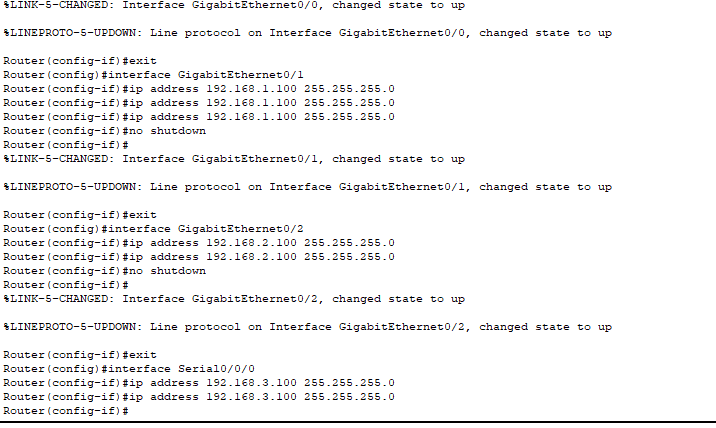 %LINK-5-CHANGED: Interface GigabitEthernet0/0, changed state to up
%LINEPROTO-5-UPDOWN: Line protocol on Interface GigabitEthernet0/0, changed state to up
Router(config-if)#exit
Router(config)#interface GigabitEthernet0/1
Router(config-if)#ip address 192.168.1.100 255.255.255.0
Router(config-if)#ip address 192.168.1.100 255.255.255.0
Router(config-if)#ip address 192.168.1.100 255.255.255.0
Router(config-if)#no shutdown
Router(config-if)#
%LINK-5-CHANGED: Interface GigabitEthernet0/1, changed state to up
%LINEPROTO-5-UPDOWN: Line protocol on Interface GigabitEthernet0/1, changed state to up
Router(config-if)#exit
Router(config)#interface GigabitEthernet0/2
Router(config-if)#ip address 192.168.2.100 255.255.255.0
Router(config-if)#ip address 192.168.2.100 255.255.255.0
Router(config-if)#no shutdown
Router(config-if)#
%LINK-5-CHANGED: Interface GigabitEthernet0/2, changed state to up
%LINEPROTO-5-UPDOWN: Line protocol on Interface GigabitEthernet0/2, changed state to up
Router(config-if)#exit
Router(config)#interface Serial0/0/0
Router(config-if)#ip address 192.168.3.100 255.255.255.0
Router(config-if)#ip address 192.168.3.100 255.255.255.0
Router(config-if)#